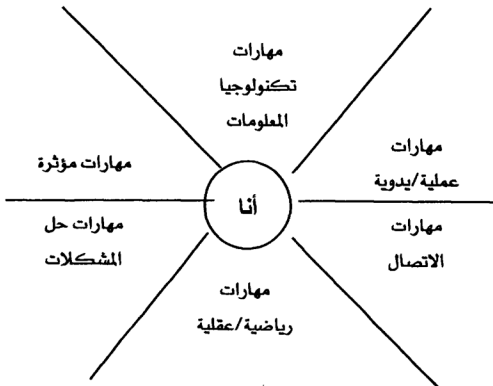 مهارات
تكنولوجيا
المعلومات
مهارات
عملية/يدوية
مهارات مؤثرة
أنا
مهارات
الاتصال
مهارات حل
المشكلات
مهارات
رياضية/عقلية